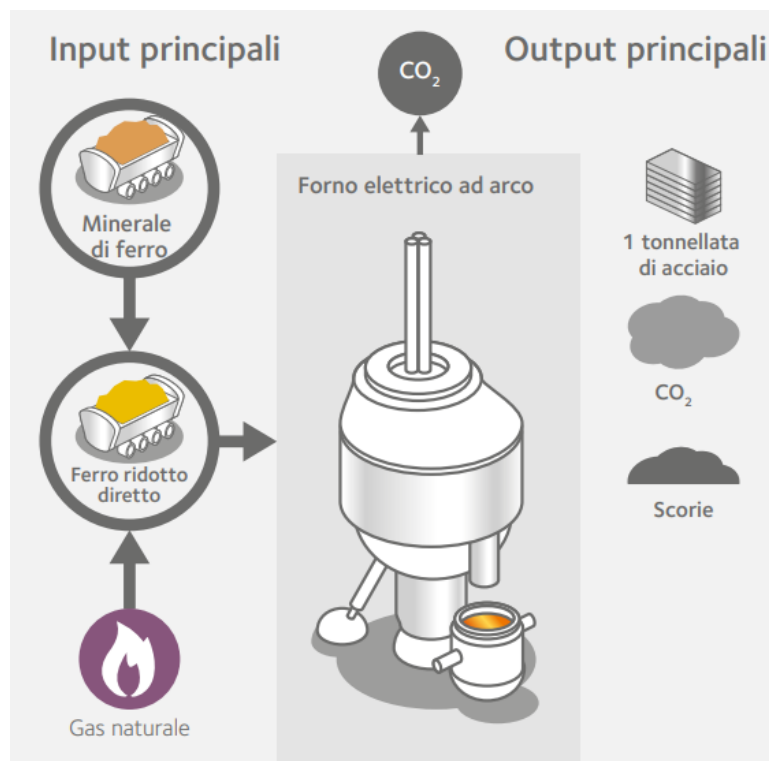 Input principali
CO₂
Output principali
Minerale
di ferro
Forno elettrico ad arco
1 tonnellata
di acciaio
CO₂
Ferro ridotto
diretto
Scorie
Gas naturale